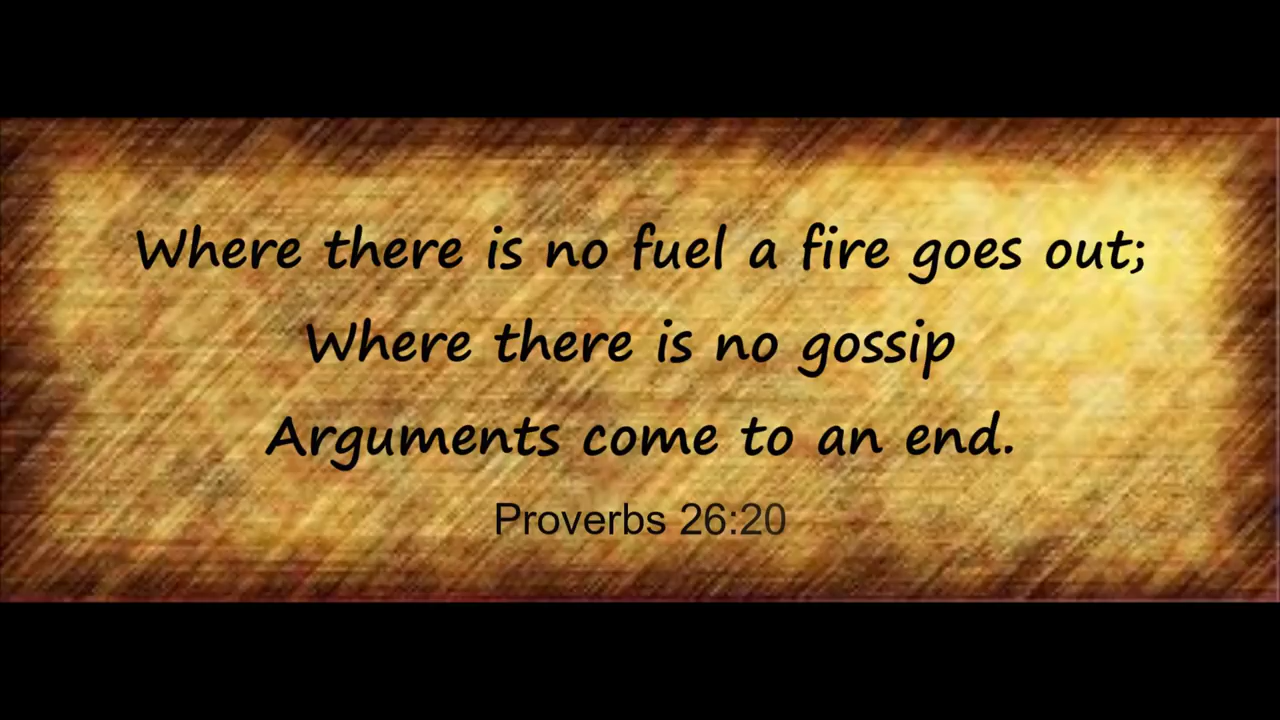 Where there is no fuel a fire goes out;
Where there is no gossip
Arguments come to an end.
Proverbs 26:20